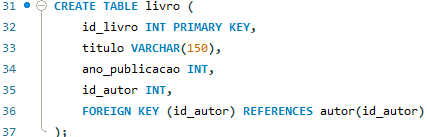 31 CREATE TABLE livro (
32 id_livro INT PRIMARY KEY,
33 titulo VARCHAR(150),
34 ano_publicacao INT,
35 id_autor INT,
36 FOREIGN KEY (id_autor) REFERENCES autor(id_autor)
37 );